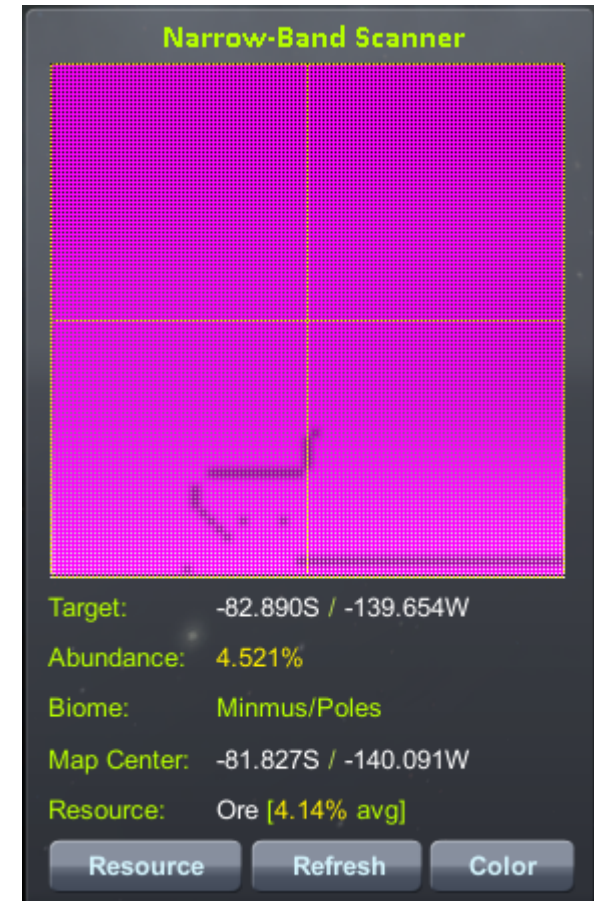 Narrow-Band Scanner
Target: -82.890S / -139.654W
Abundance: 4.521%
Biome: Minmus/Poles
Map Center: -81.827S / -140.091W
Resource: Ore [4.14% avg]
Resource Refresh Color